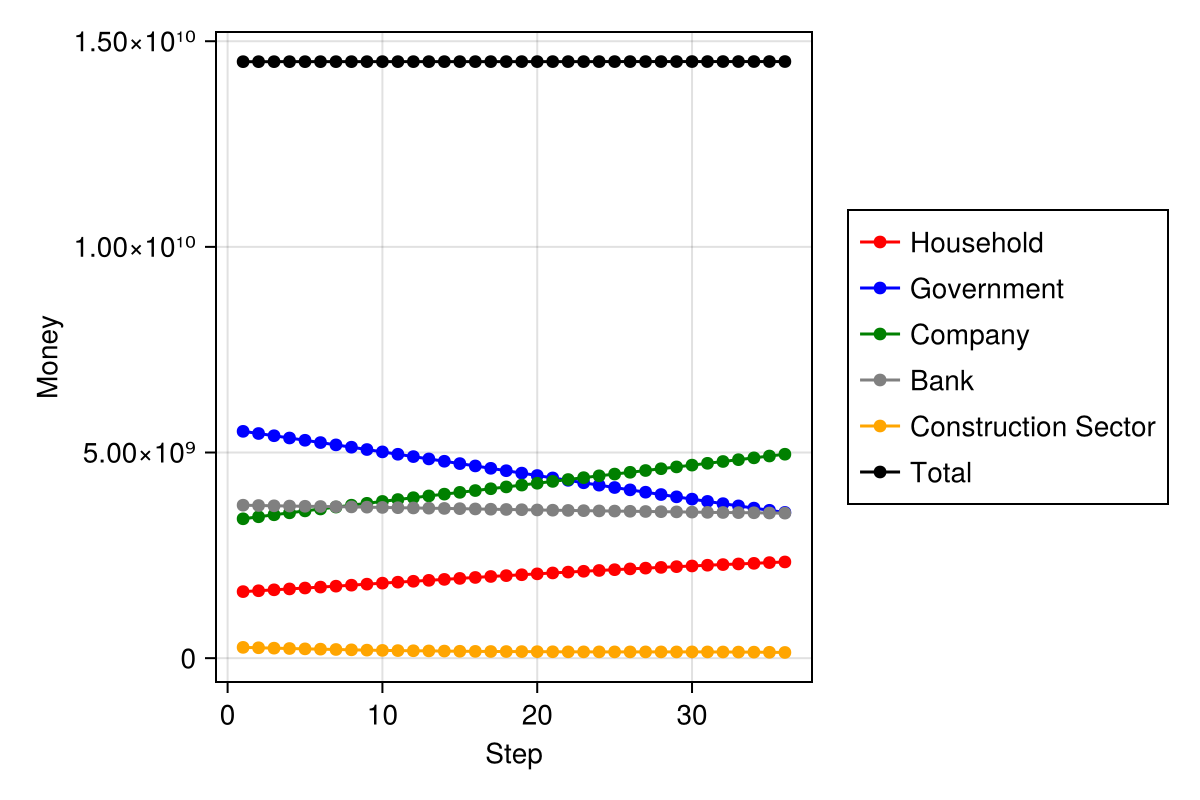 1.50×10¹⁰
1.00×10¹⁰
5.00×10⁹
0
Money
0 10 20 30
Step
Household
Government
Company
Bank
Construction Sector
Total